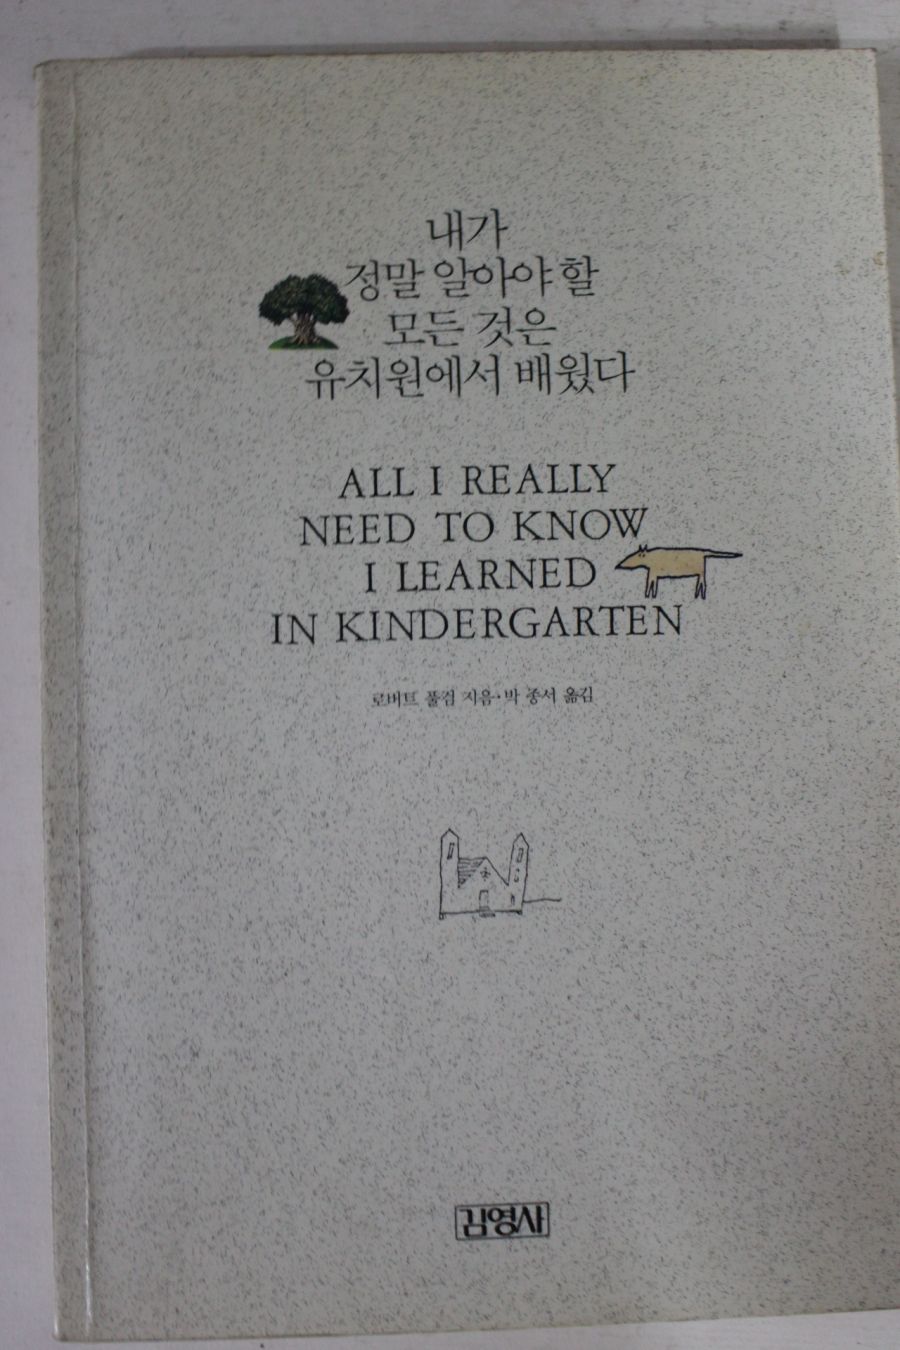 내가
정말 알아야 할
모든 것은
유치원에서 배웠다
ALL I REALLY
NEED TO KNOW
I LEARNED
IN KINDERGARTEN
로버트 풀검 지음·박 종서 옮김
김영사